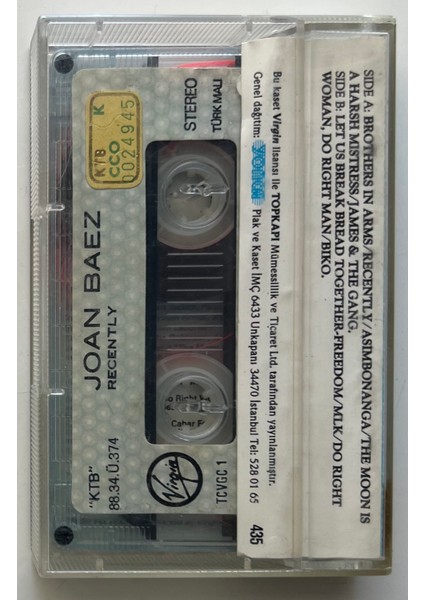 SIDE A: BROTHERS IN ARMS/RECENTLY/ASIMBONANGA/THE MOON IS
A HARSH MISTRESS/JAMES & THE GANG.
SIDE B: LET US BREAK BREAD TOGETHER-FREEDOM/MLK/DO RIGHT
WOMAN, DO RIGHT MAN/BIKO.
Bu kaset Virgin lisansı ile TOPKAPI Mümessillik ve Ticaret Ltd. tarafından yayınlanmıştır.
Genel dağıtım: Plak ve Kaset İMÇ 6433 Unkapanı 34470 İstanbul Tel: 528 01 65
435
STEREO
TÜRK MALI
K
KTB
CCO
0024945
JOAN BAEZ
RECENTLY
"KTB"
88.34.Ü.374
Virgin
TCVGC 1